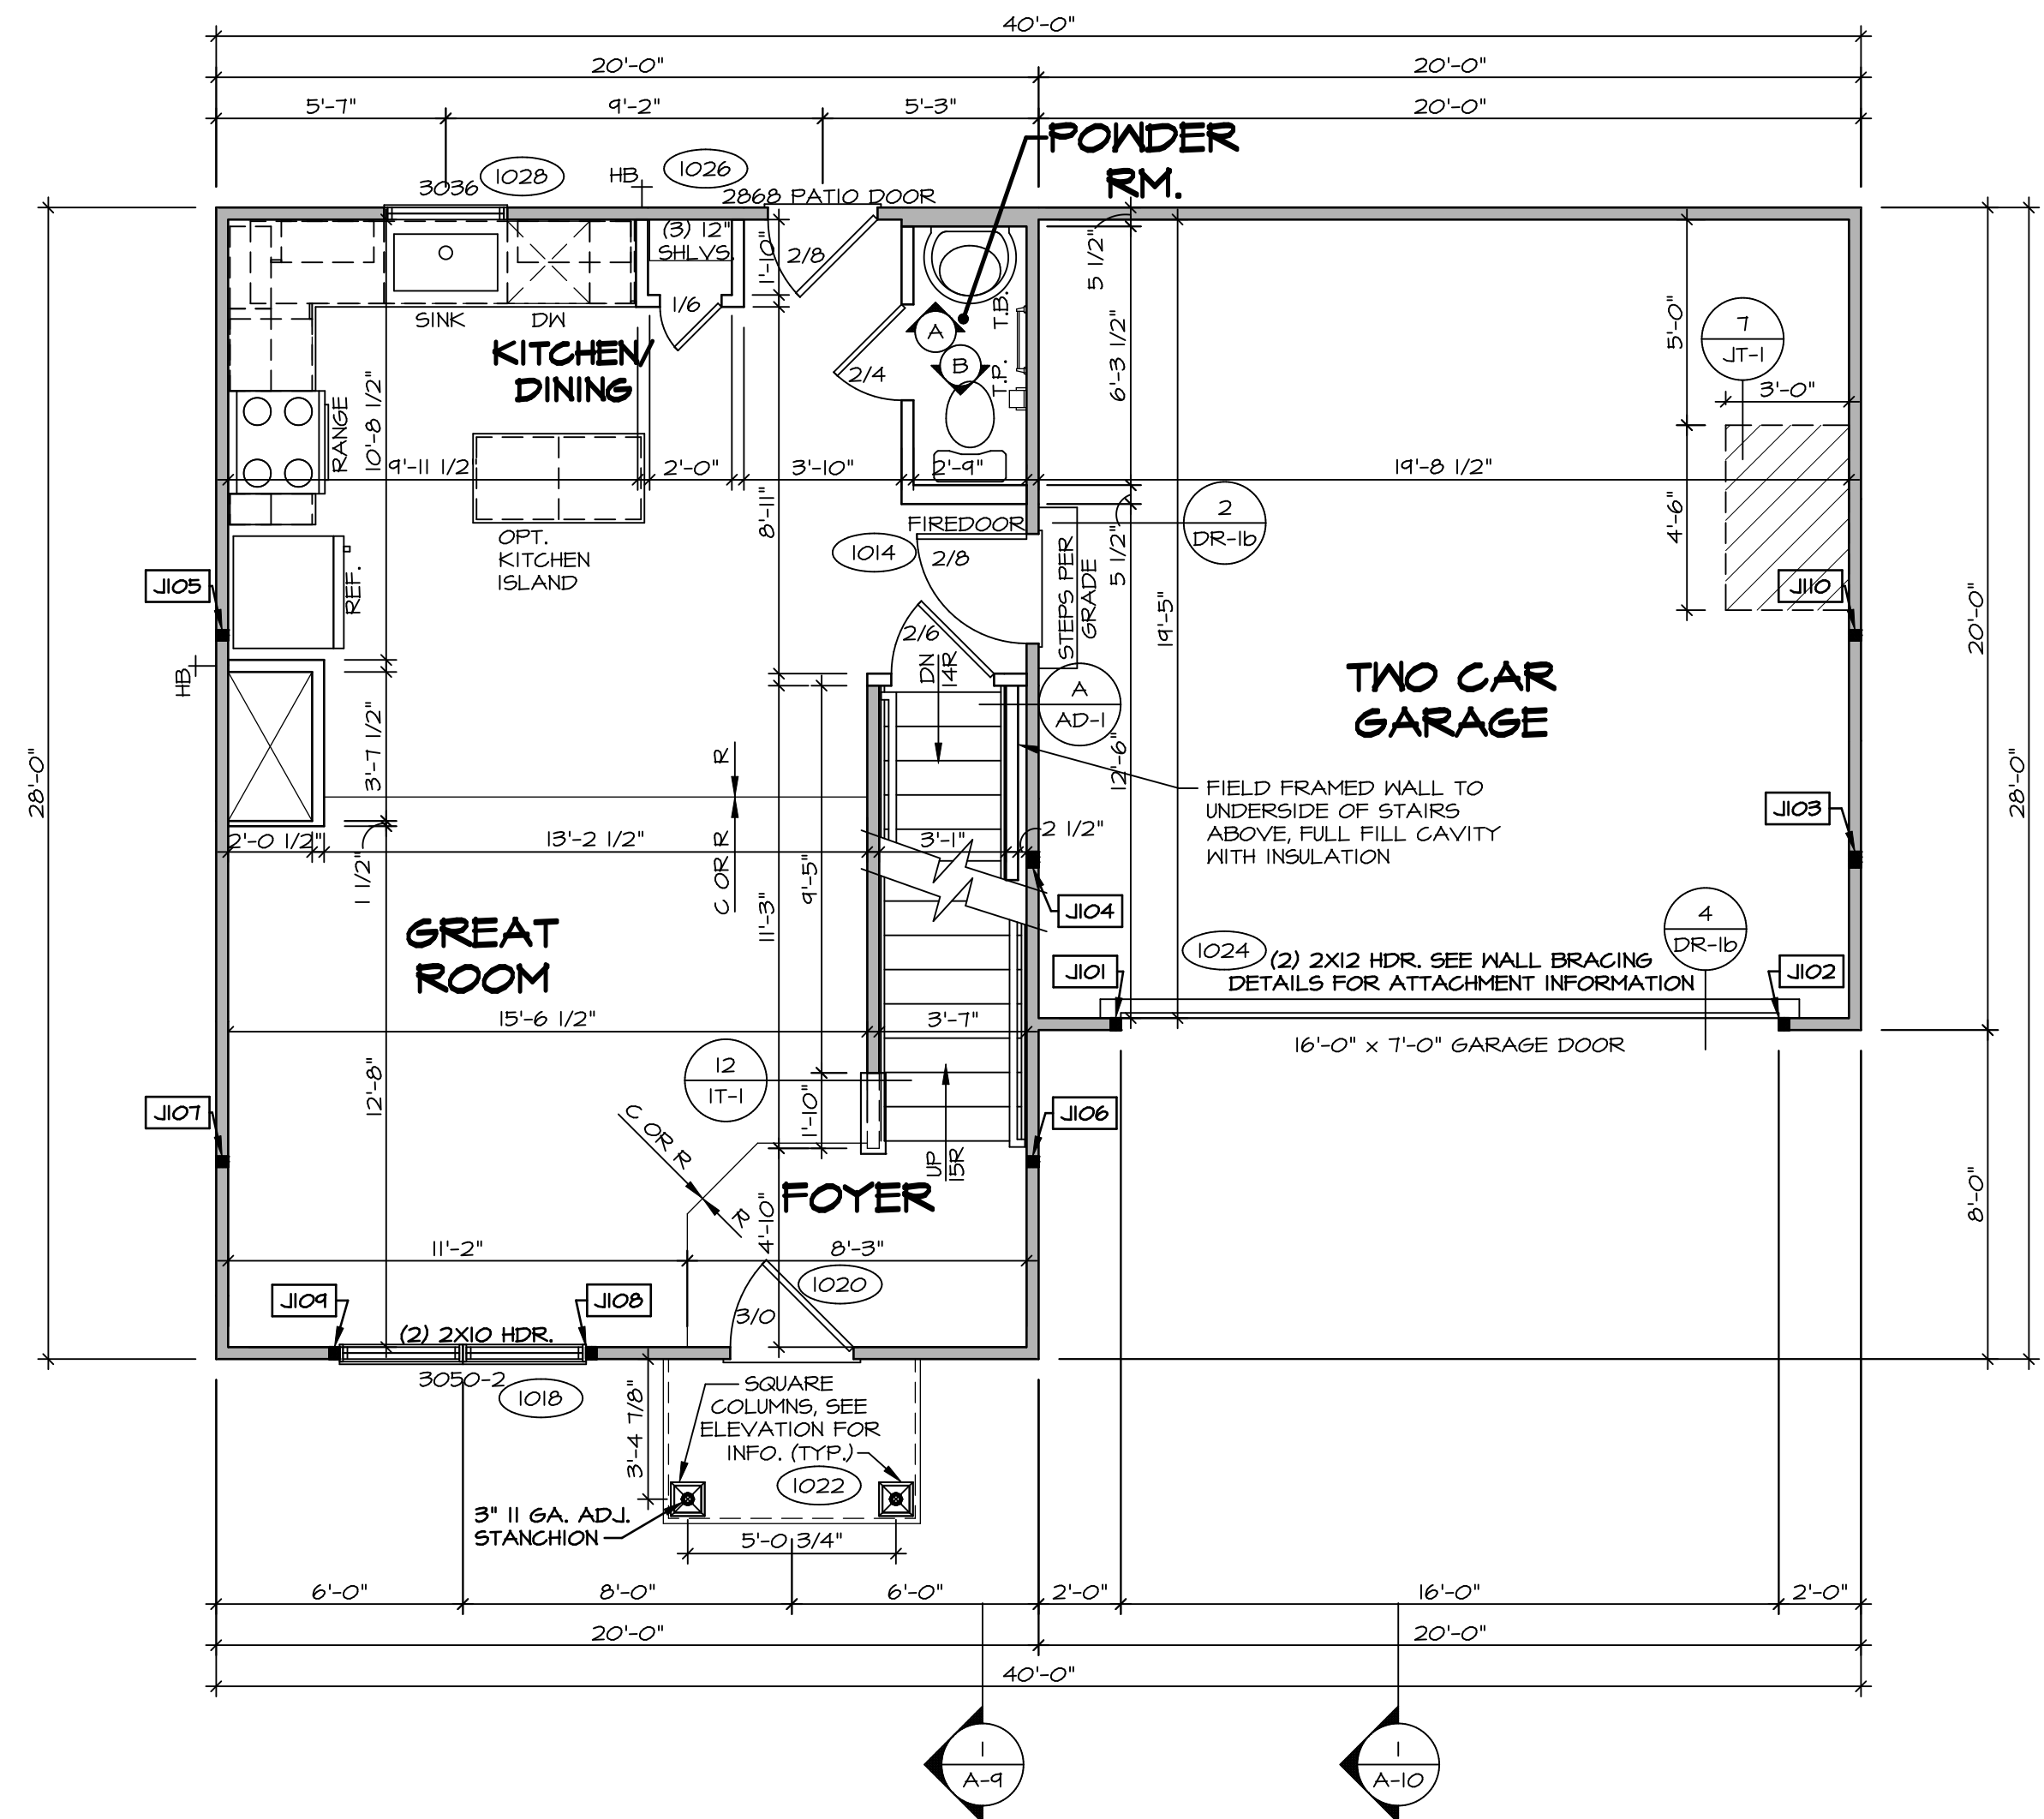 40'-0"
20'-0"
20'-0"
5'-7"
9'-2"
5'-3"
20'-0"
POWDER
RM.
3036
1028
HB
1026
2868 PATIO DOOR
(3) 12"
SHLVS.
1'-10"
2/8
5 1/2"
SINK
DW
1/6
A
B
T.B.
T.P.
6'-3 1/2"
5'-0"
7
JT-1
3'-0"
KITCHEN/
DINING
2/4
RANGE
10'-8 1/2"
9'-11 1/2"
2'-0"
3'-10"
2'-9"
19'-8 1/2"
8'-11"
4'-6"
OPT.
KITCHEN
ISLAND
FIREDOOR
1014
2/8
2
DR-1b
5 1/2"
STEPS PER
GRADE
J105
REF.
J110
HB
2/6
DN
14R
19'-5"
20'-0"
A
AD-1
TWO CAR
GARAGE
28'-0"
28'-0"
3'-7 1/2"
R
C OR R
12'-6"
FIELD FRAMED WALL TO
UNDERSIDE OF STAIRS
ABOVE, FULL FILL CAVITY
WITH INSULATION
J103
2'-0 1/2"
13'-2 1/2"
3'-1"
2 1/2"
1 1/2"
9'-5"
11'-3"
J104
GREAT
ROOM
4
DR-1b
1024
(2) 2X12 HDR. SEE WALL BRACING
DETAILS FOR ATTACHMENT INFORMATION
J101
J102
15'-6 1/2"
3'-7"
16'-0" x 7'-0" GARAGE DOOR
12
IT-1
12'-8"
1'-10"
J107
J106
C OR R
R
UP
15R
FOYER
4'-10"
8'-0"
11'-2"
8'-3"
1020
J109
J108
(2) 2X10 HDR.
3/0
3050-2
1018
SQUARE
COLUMNS, SEE
ELEVATION FOR
INFO. (TYP.)
3'-4 7/8"
1022
3" 11 GA. ADJ.
STANCHION
5'-0 3/4"
6'-0"
8'-0"
6'-0"
2'-0"
16'-0"
2'-0"
20'-0"
20'-0"
40'-0"
1
A-9
1
A-10